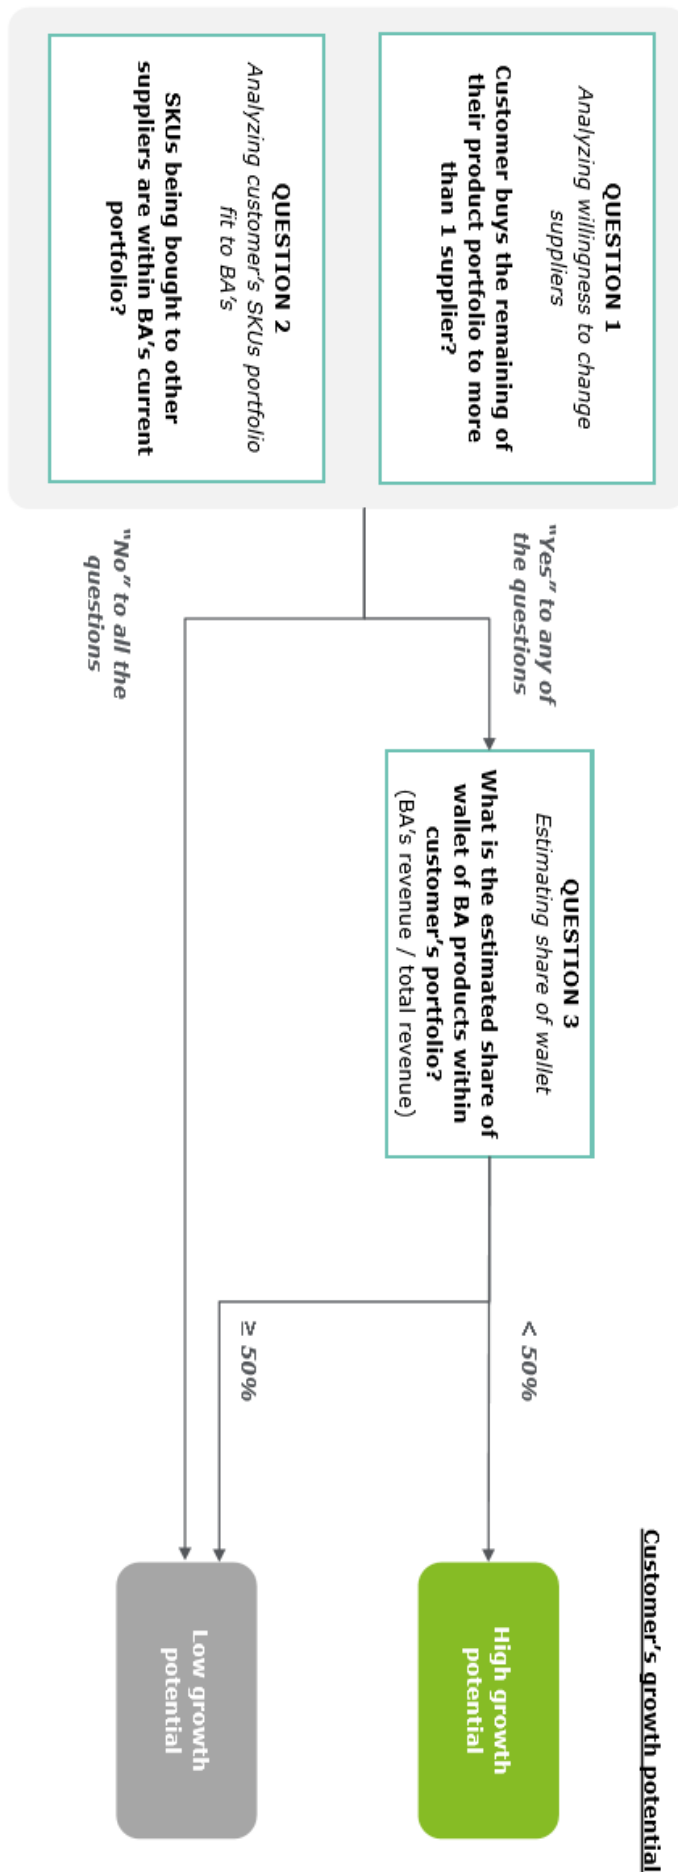 Customer’s growth potential
QUESTION 1
Analyzing willingness to change
suppliers
Customer buys the remaining of
their product portfolio to more
than 1 supplier?
QUESTION 2
Analyzing customer’s SKUs portfolio
fit to BA’s
SKUs being bought to other
suppliers are within BA’s current
portfolio?
“Yes” to any of
the questions
“No” to all the
questions
QUESTION 3
Estimating share of wallet
What is the estimated share of
wallet of BA products within
customer’s portfolio?
(BA’s revenue / total revenue)
< 50%
≥ 50%
High growth
potential
Low growth
potential